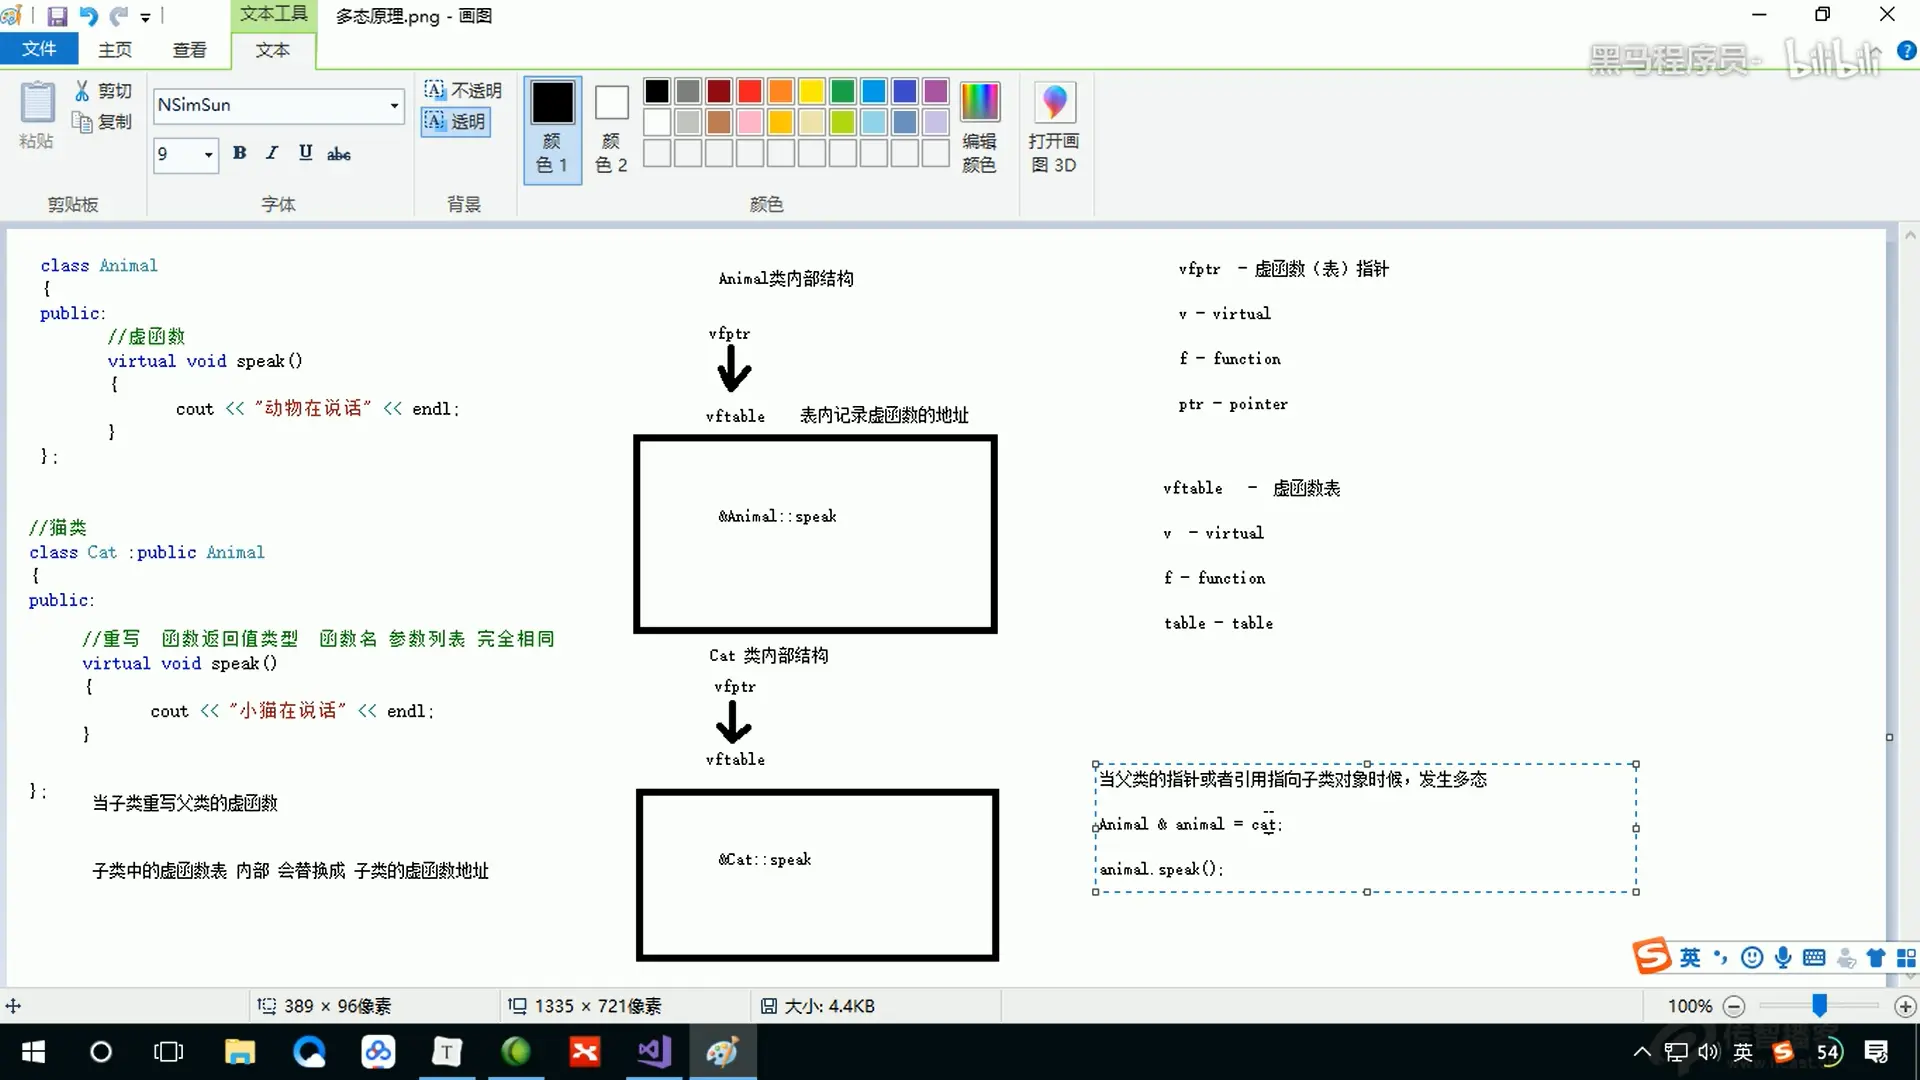 文本工具
多态原理.png - 画图
文件
主页
查看
文本
黑马程序员
bilibili
粘贴
剪切
复制
剪贴板
NSimSun
9
B I U abc
字体
不透明
透明
背景
颜
色 1
颜
色 2
颜色
编辑
颜色
打开画
图 3D
class Animal
{
public:
//虚函数
virtual void speak()
{
cout << "动物在说话" << endl;
}
};
//猫类
class Cat :public Animal
{
public:
//重写 函数返回值类型 函数名 参数列表 完全相同
virtual void speak()
{
cout << "小猫在说话" << endl;
}
};
当子类重写父类的虚函数
子类中的虚函数表 内部 会替换成 子类的虚函数地址
Animal类内部结构
vfptr
vftable 表内记录虚函数的地址
&Animal::speak
Cat 类内部结构
vfptr
vftable
&Cat::speak
vfptr - 虚函数（表）指针
v - virtual
f - function
ptr - pointer
vftable - 虚函数表
v - virtual
f - function
table - table
当父类的指针或者引用指向子类对象时候，发生多态
Animal & animal = cat;
animal.speak();
英
389 × 96像素
1335 × 721像素
大小: 4.4KB
100%
英
54